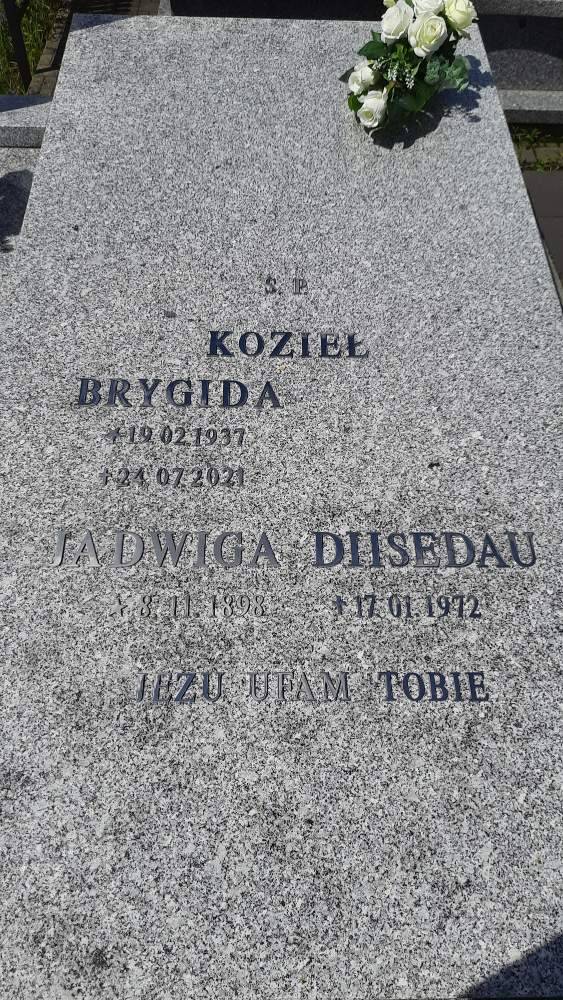 Ś. P.
KOZIEŁ
BRYGIDA
+19 02 1937
+24 07 2021
JADWIGA DIISEDAU
+ 8. 11. 1898 +17 01 1972
JEZU UFAM TOBIE